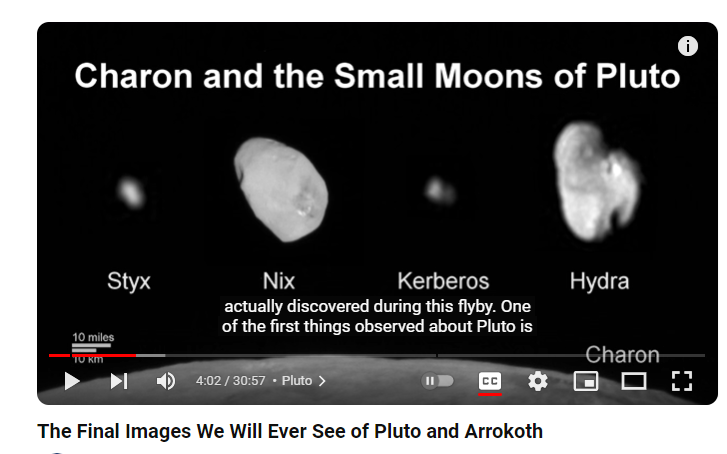 Charon and the Small Moons of Pluto
Styx Nix Kerberos Hydra
actually discovered during this flyby. One
of the first things observed about Pluto is
10 miles
10 km
Charon
4:02 / 30:57 • Pluto >
CC
The Final Images We Will Ever See of Pluto and Arrokoth